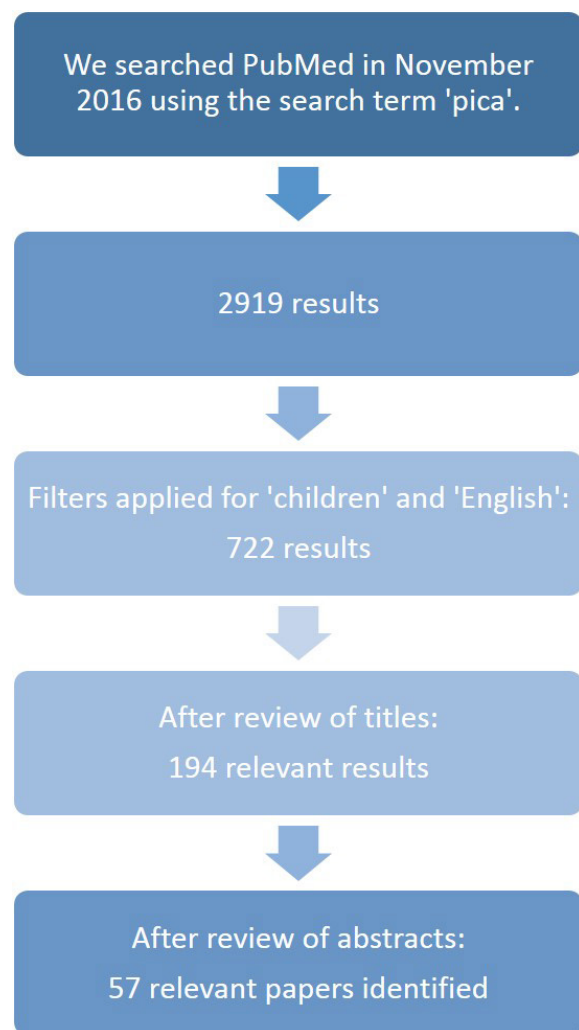 We searched PubMed in November
2016 using the search term 'pica'.
2919 results
Filters applied for 'children' and 'English':
722 results
After review of titles:
194 relevant results
After review of abstracts:
57 relevant papers identified